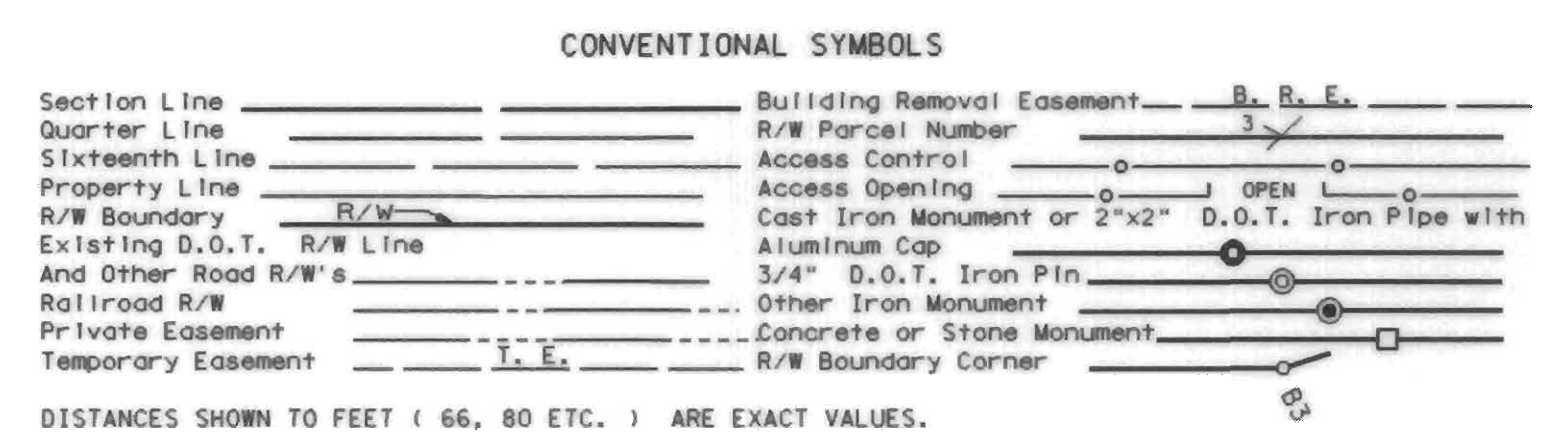 CONVENTIONAL SYMBOLS
Section Line
Quarter Line
Sixteenth Line
Property Line
R/W Boundary R/W
Existing D.O.T. R/W Line
And Other Road R/W's
Railroad R/W
Private Easement
Temporary Easement T. E.
Building Removal Easement B. R. E.
R/W Parcel Number 3
Access Control
Access Opening OPEN
Cast Iron Monument or 2"x2" D.O.T. Iron Pipe with
Aluminum Cap
3/4" D.O.T. Iron Pin
Other Iron Monument
Concrete or Stone Monument
R/W Boundary Corner
B3
DISTANCES SHOWN TO FEET ( 66, 80 ETC. ) ARE EXACT VALUES.